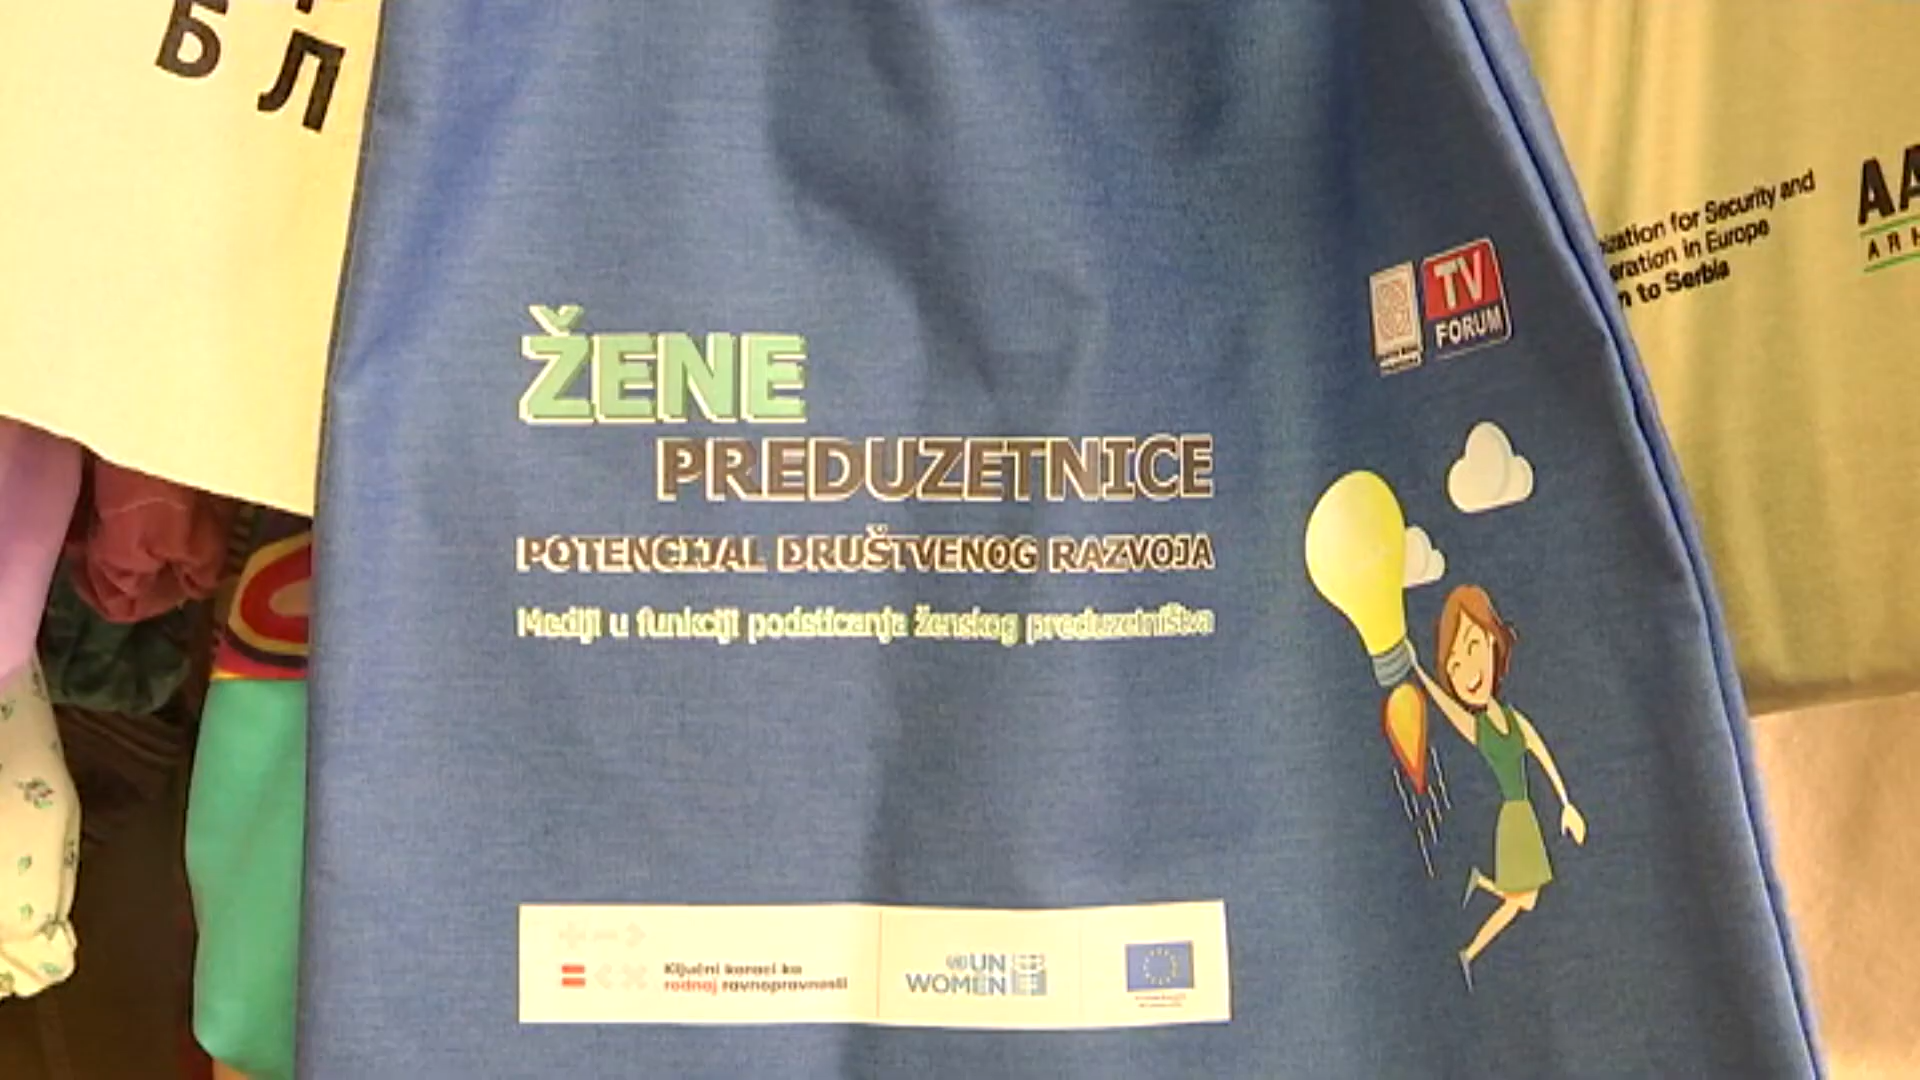 Б
Л
ŽENE
PREDUZETNICE
POTENCIJAL DRUŠTVENOG RAZVOJA
Mediji u funkciji podsticanja ženskog preduzetništva
TV
FORUM
Ključni koraci ka
rodnoj ravnopravnosti
UN
WOMEN
ization for Security and
eration in Europe
n to Serbia
AA
ARH